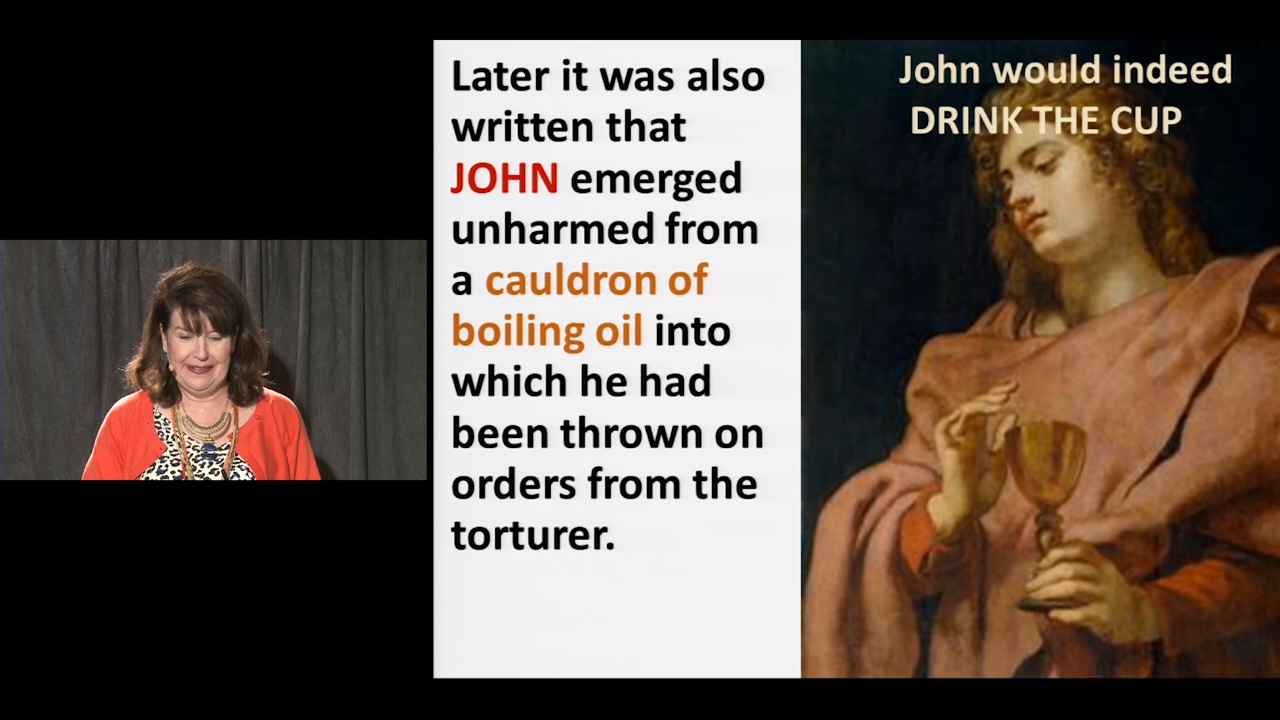 Later it was also
written that
JOHN emerged
unharmed from
a cauldron of
boiling oil into
which he had
been thrown on
orders from the
torturer.
John would indeed
DRINK THE CUP